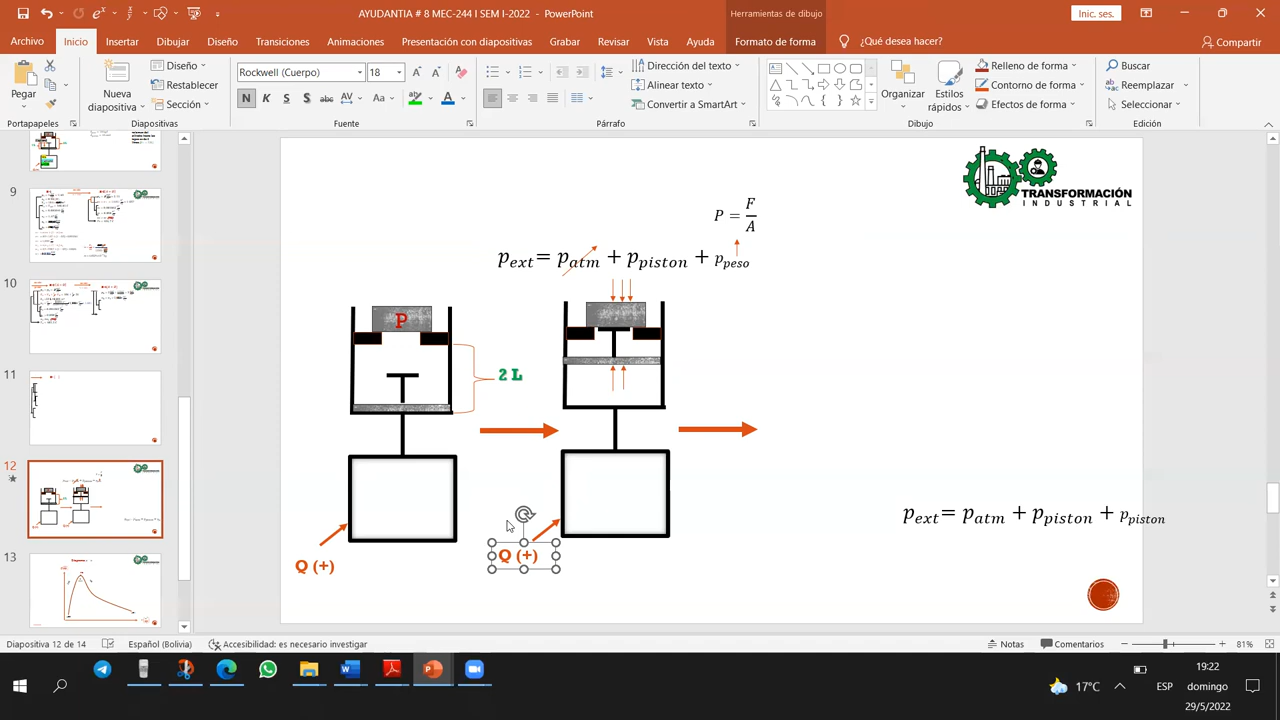 AYUDANTIA # 8 MEC-244 I SEM I-2022 - PowerPoint
Herramientas de dibujo
Inic. ses.
Archivo
Inicio
Insertar
Dibujar
Diseño
Transiciones
Animaciones
Presentación con diapositivas
Grabar
Revisar
Vista
Ayuda
Formato de forma
¿Qué desea hacer?
Compartir
Pegar
Nueva diapositiva
Diseño
Restablecer
Sección
Rockwell (Cuerpo)
18
N K S S abc AV Aa A
Dirección del texto
Alinear texto
Convertir a SmartArt
Organizar
Estilos rápidos
Relleno de forma
Contorno de forma
Efectos de forma
Buscar
Reemplazar
Seleccionar
Portapapeles
Diapositivas
Fuente
Párrafo
Dibujo
Edición
9
10
11
12
13
TRANSFORMACIÓN
INDUSTRIAL
P = F/A
p_ext= p_atm + p_piston + p_peso
P
2 L
Q (+)
Q (+)
p_ext= p_atm + p_piston + p_piston
Diapositiva 12 de 14
Español (Bolivia)
Accesibilidad: es necesario investigar
Notas
Comentarios
81%
17°C
ESP
19:22
domingo
29/5/2022